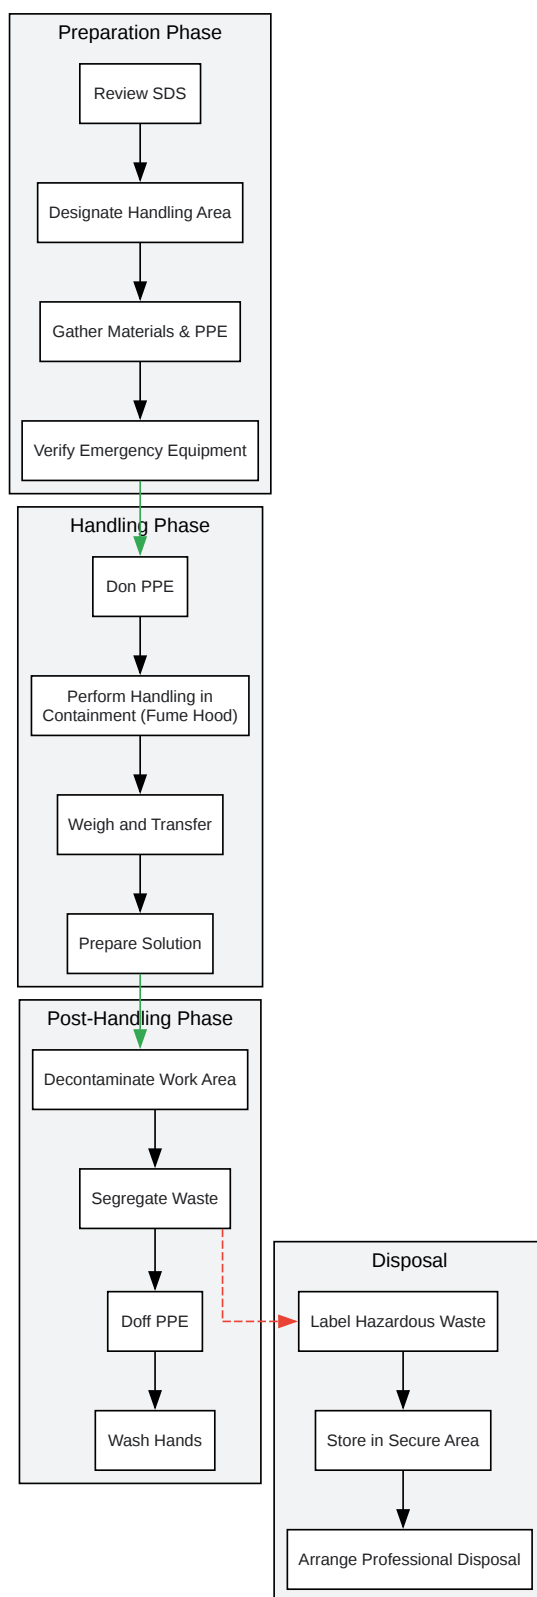 Preparation Phase
Review SDS
Designate Handling Area
Gather Materials & PPE
Verify Emergency Equipment
Handling Phase
Don PPE
Perform Handling in
Containment (Fume Hood)
Weigh and Transfer
Prepare Solution
Post-Handling Phase
Decontaminate Work Area
Segregate Waste
Doff PPE
Wash Hands
Disposal
Label Hazardous Waste
Store in Secure Area
Arrange Professional Disposal